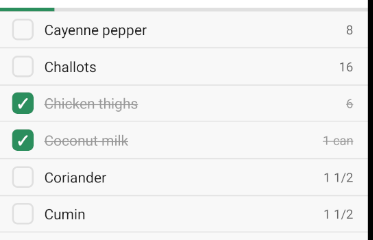 Cayenne pepper 8
Challots 16
Chicken thighs 6
Coconut milk 1 can
Coriander 1 1/2
Cumin 1 1/2